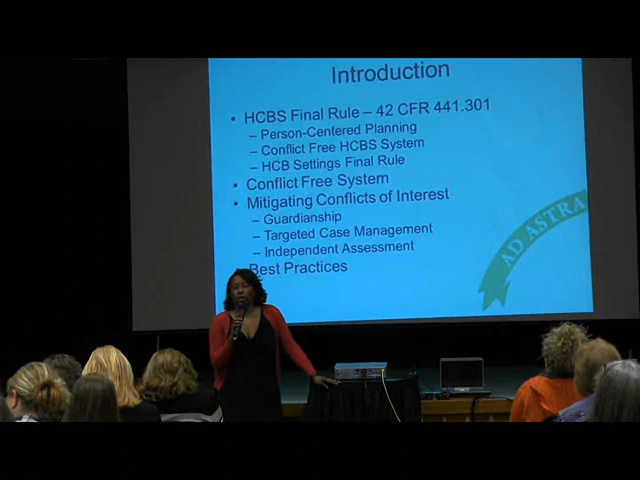 Introduction
• HCBS Final Rule – 42 CFR 441.301
– Person-Centered Planning
– Conflict Free HCBS System
– HCB Settings Final Rule
• Conflict Free System
• Mitigating Conflicts of Interest
– Guardianship
– Targeted Case Management
– Independent Assessment
Best Practices
AD ASTRA